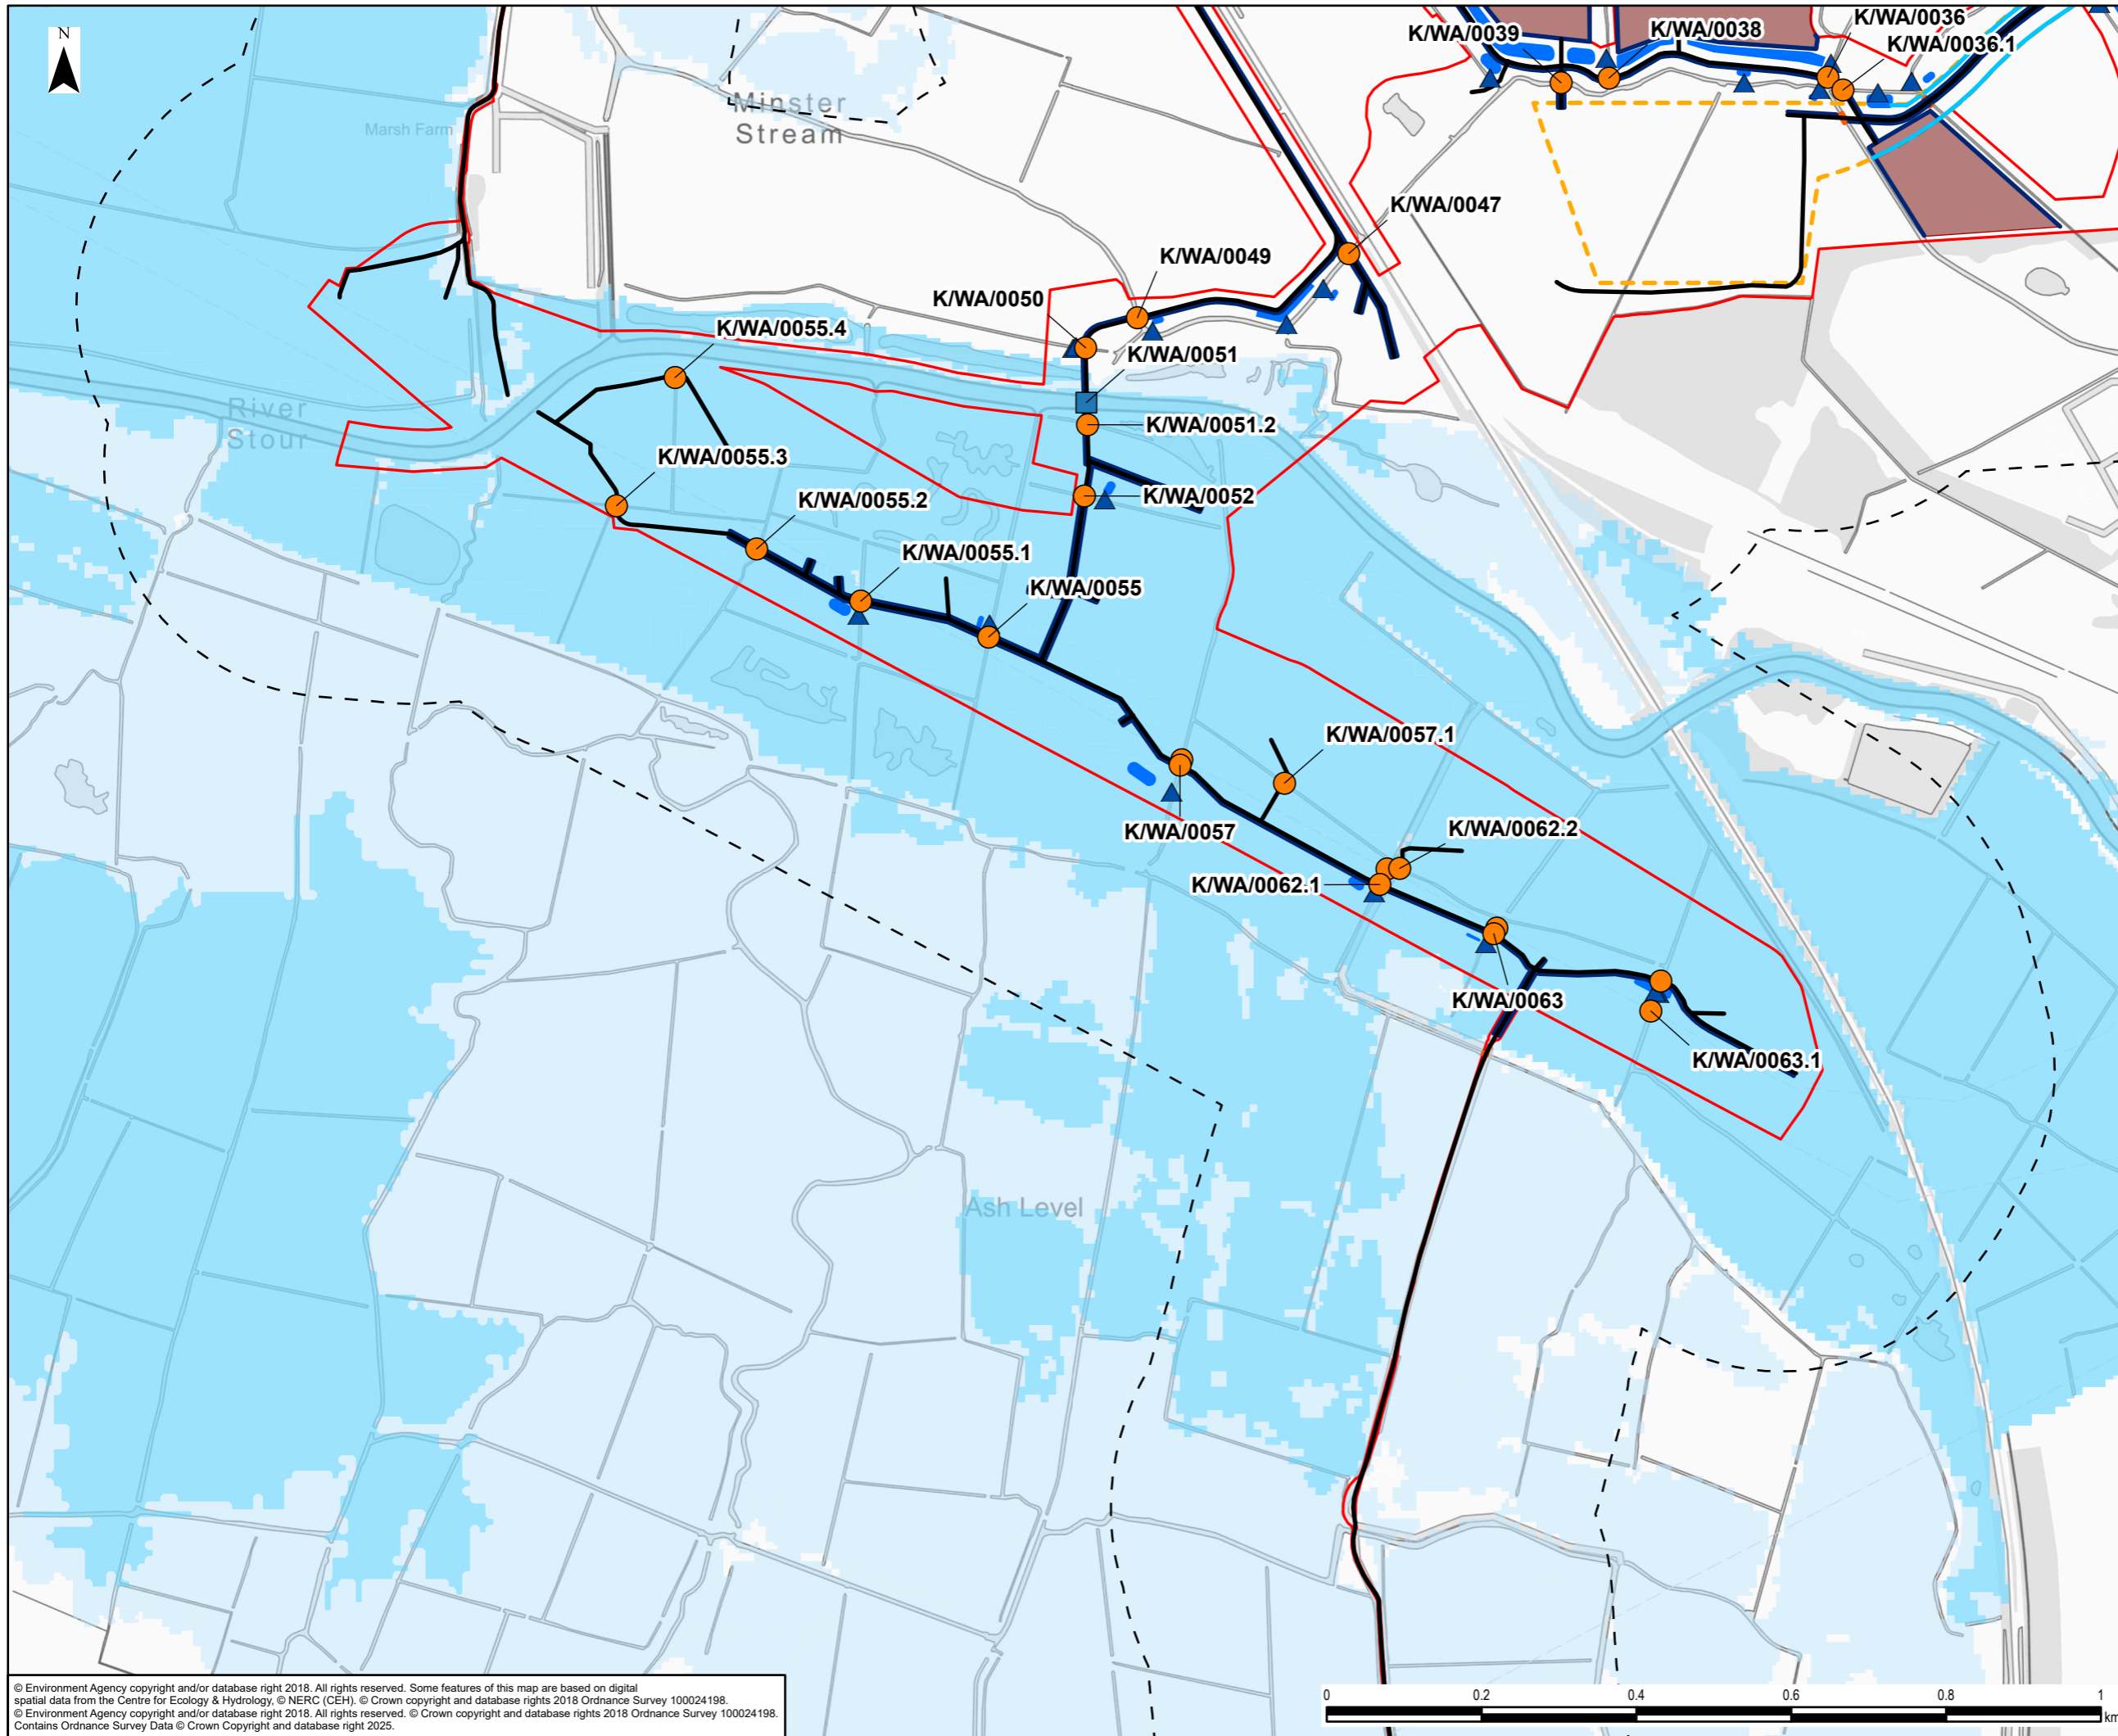 N
K/WA/0036
K/WA/0039
K/WA/0038
K/WA/0036.1
Minster
Stream
Marsh Farm
K/WA/0047
K/WA/0049
K/WA/0050
K/WA/0055.4
K/WA/0051
River
Stour
K/WA/0051.2
K/WA/0055.3
K/WA/0055.2
K/WA/0052
K/WA/0055.1
K/WA/0055
K/WA/0057.1
K/WA/0057
K/WA/0062.2
K/WA/0062.1
K/WA/0063
K/WA/0063.1
Ash Level
© Environment Agency copyright and/or database right 2018. All rights reserved. Some features of this map are based on digital
spatial data from the Centre for Ecology & Hydrology, © NERC (CEH). © Crown copyright and database rights 2018 Ordnance Survey 100024198.
© Environment Agency copyright and/or database right 2018. All rights reserved. © Crown copyright and database rights 2018 Ordnance Survey 100024198.
Contains Ordnance Survey Data © Crown Copyright and database right 2025.
0 0.2 0.4 0.6 0.8 1
km